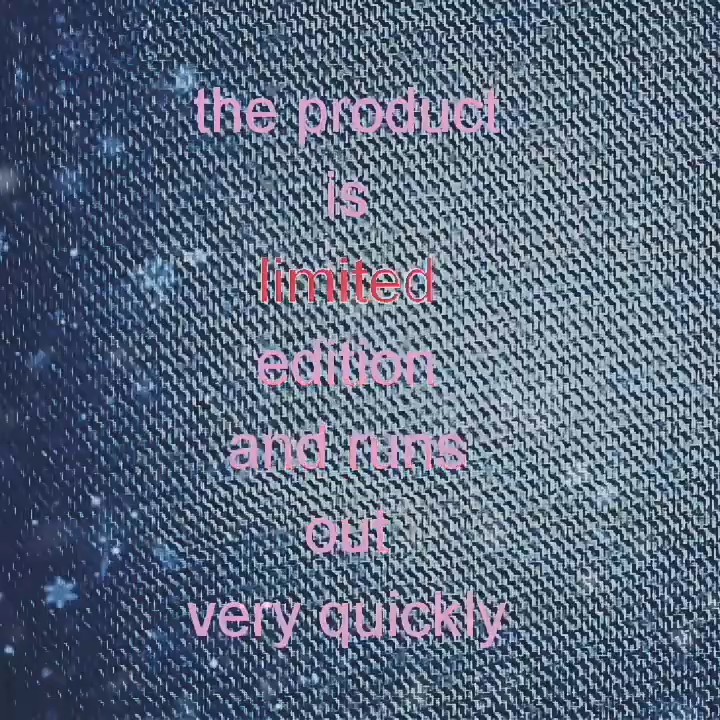 the product
is
limited
edition
and runs
out
very quickly